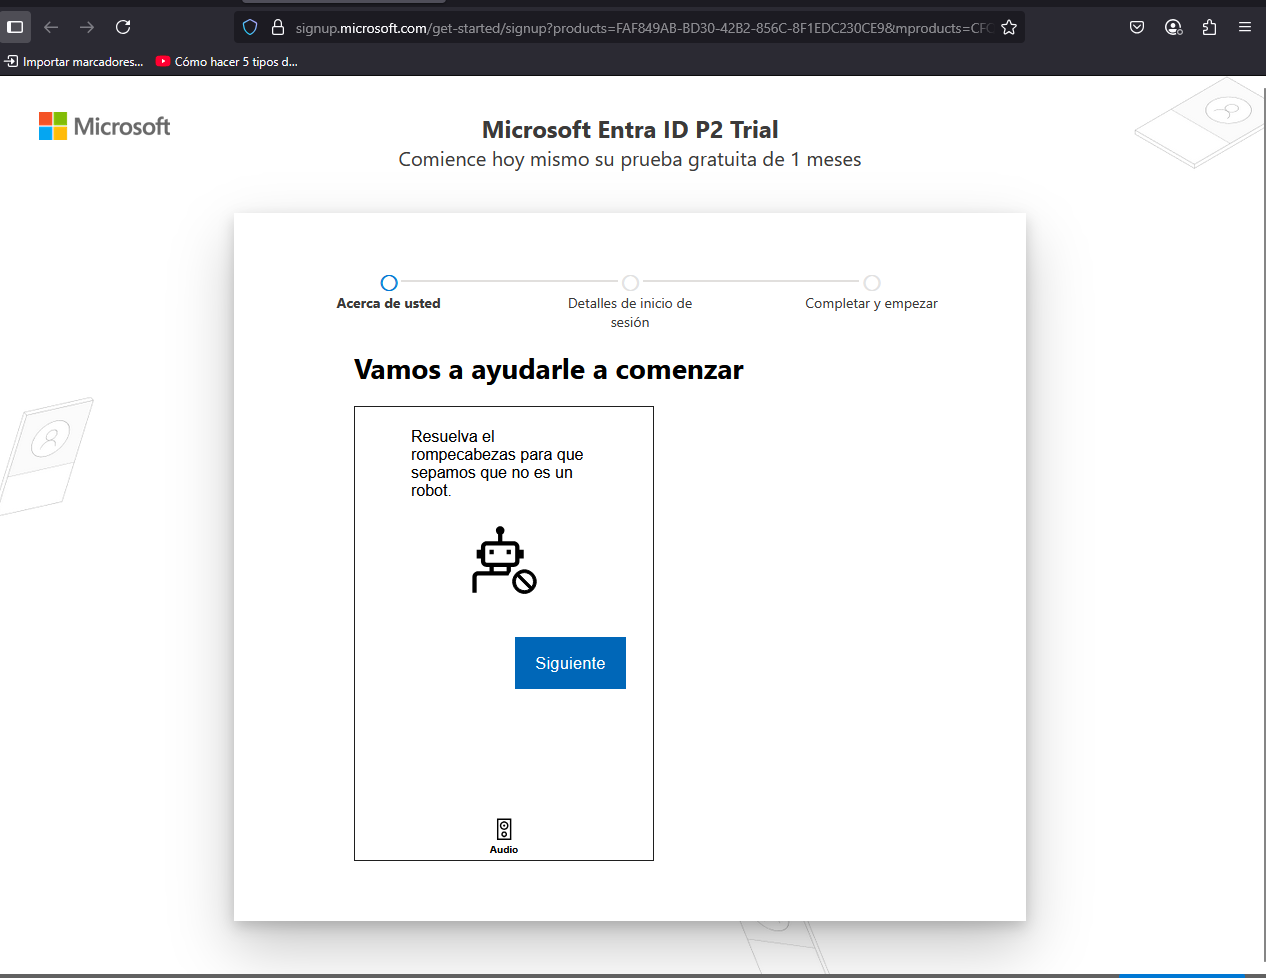 signup.microsoft.com/get-started/signup?products=FAF849AB-BD30-42B2-856C-8F1EDC230CE9&mproducts=CFC
Importar marcadores...
Cómo hacer 5 tipos d...
Microsoft
Microsoft Entra ID P2 Trial
Comience hoy mismo su prueba gratuita de 1 meses
Acerca de usted
Detalles de inicio de
sesión
Completar y empezar
Vamos a ayudarle a comenzar
Resuelva el
rompecabezas para que
sepamos que no es un
robot.
Siguiente
Audio